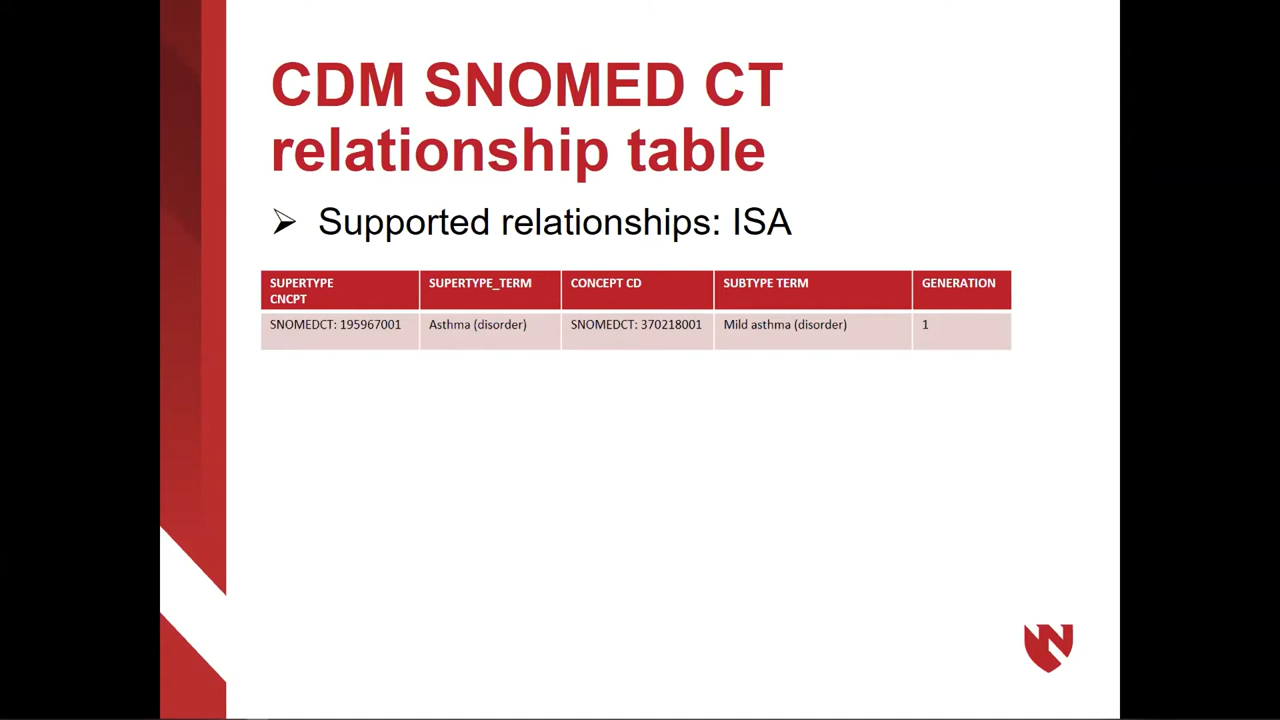 CDM SNOMED CT
relationship table
➢ Supported relationships: ISA
SUPERTYPE CNCPT SUPERTYPE_TERM CONCEPT CD SUBTYPE TERM GENERATION
SNOMEDCT: 195967001 Asthma (disorder) SNOMEDCT: 370218001 Mild asthma (disorder) 1